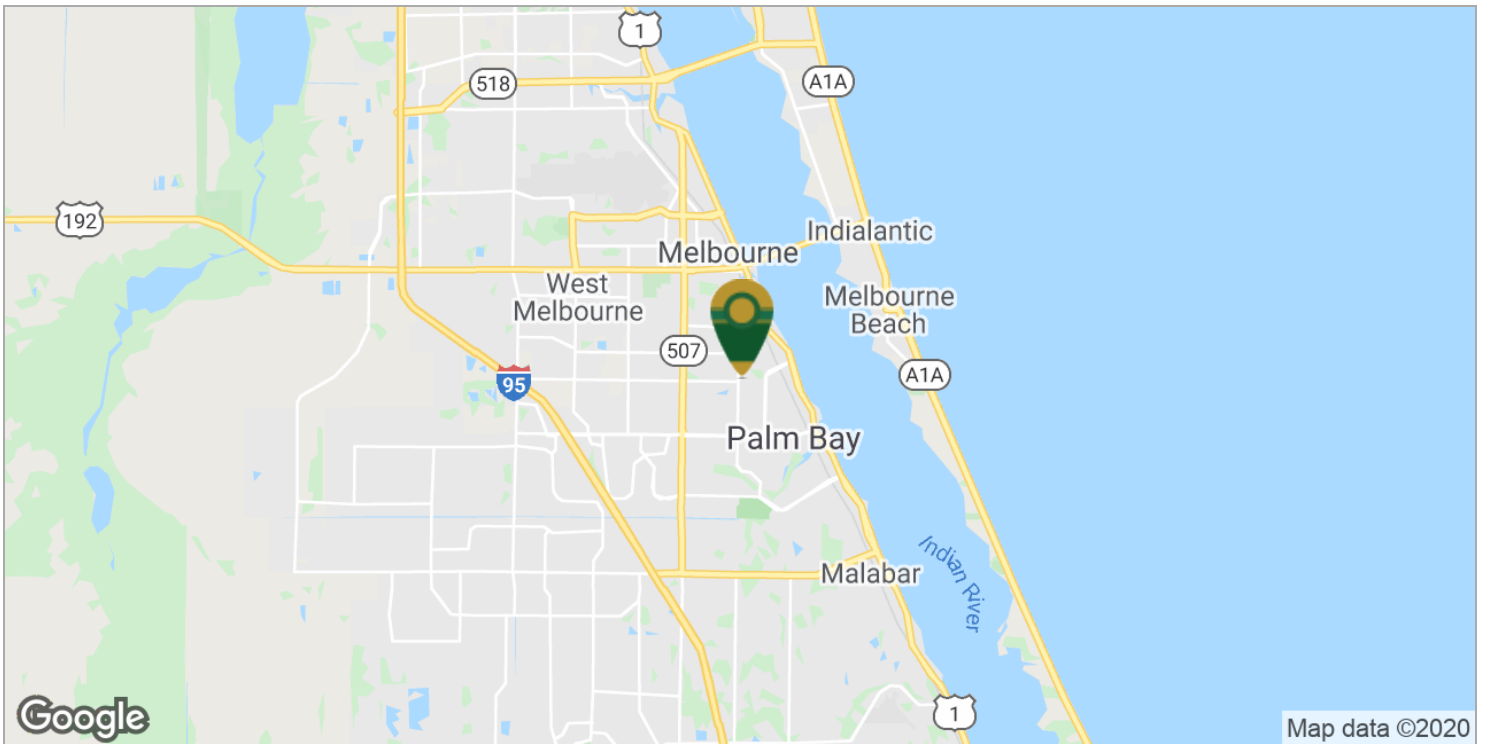 1
518
A1A
192
Indialantic
Melbourne
West
Melbourne
Melbourne
Beach
507
A1A
95
Palm Bay
Indian River
Malabar
1
Google
Map data ©2020